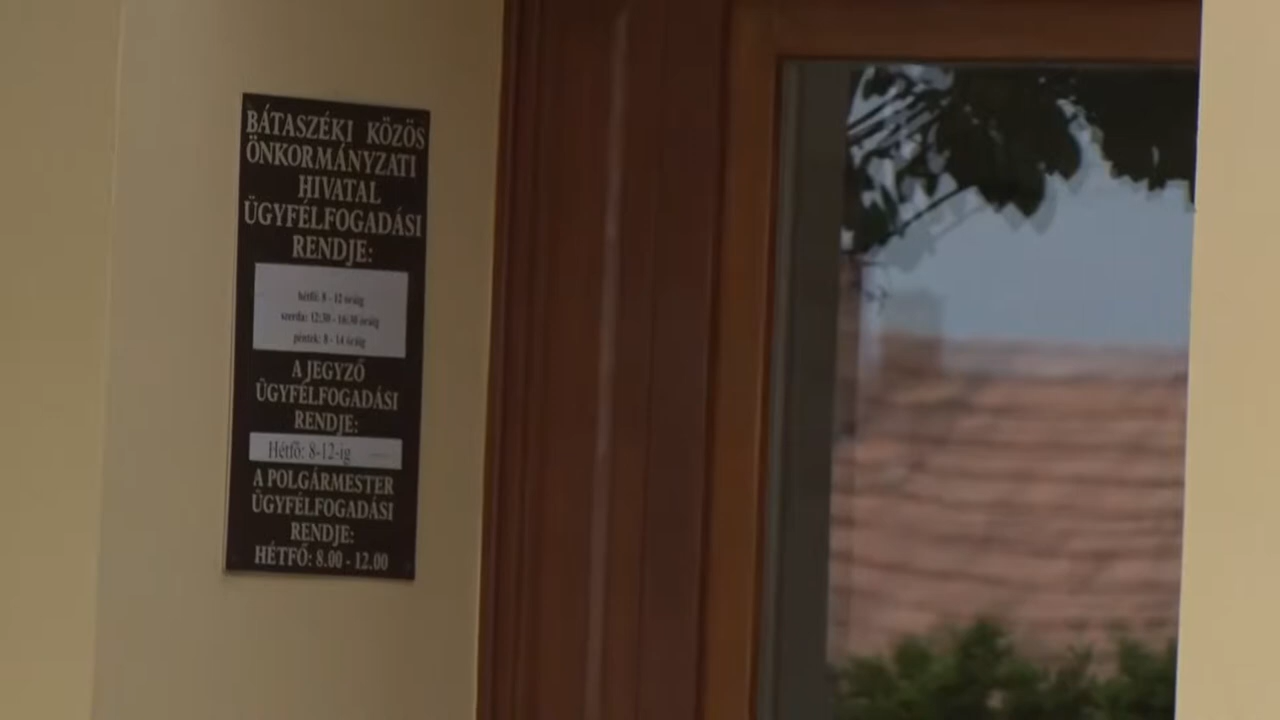 BÁTASZÉKI KÖZÖS
ÖNKORMÁNYZATI
HIVATAL
ÜGYFÉLFOGADÁSI
RENDJE:
hétfő: 8 - 12 óráig
szerda: 12:30 - 16:30 óráig
péntek: 8 - 14 óráig
A JEGYZŐ
ÜGYFÉLFOGADÁSI
RENDJE:
Hétfő: 8-12-ig
A POLGÁRMESTER
ÜGYFÉLFOGADÁSI
RENDJE:
HÉTFŐ: 8.00 - 12.00